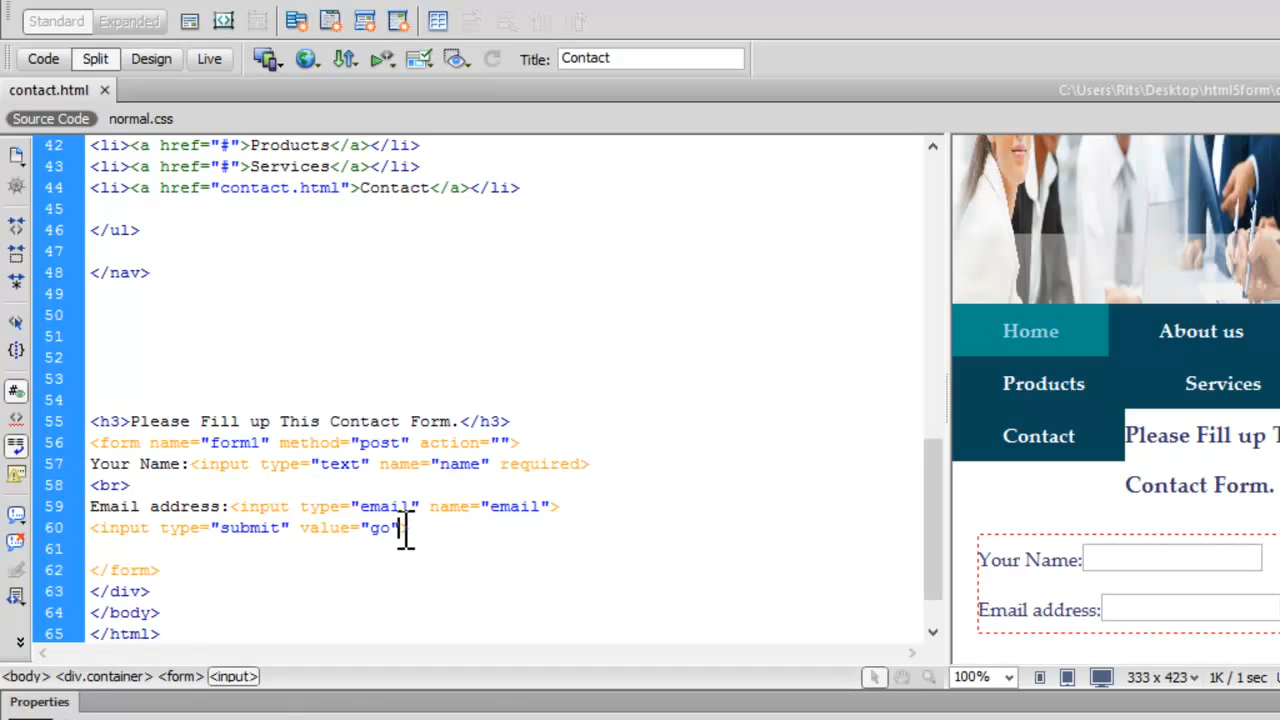 Standard Expanded
Code Split Design Live Title: Contact
contact.html ×
C:\Users\Rits\Desktop\html5form\c
Source Code normal.css
42 <li><a href="#">Products</a></li>
43 <li><a href="#">Services</a></li>
44 <li><a href="contact.html">Contact</a></li>
45
46 </ul>
47
48 </nav>
49
50
51
52
53
54
55 <h3>Please Fill up This Contact Form.</h3>
56 <form name="form1" method="post" action="">
57 Your Name:<input type="text" name="name" required>
58 <br>
59 Email address:<input type="email" name="email">
60 <input type="submit" value="go">
61
62 </form>
63 </div>
64 </body>
65 </html>
Home About us
Products Services
Contact
Please Fill up T
Contact Form.
Your Name:
Email address:
<body> <div.container> <form> <input>
100% 333 x 423 1K / 1 sec
Properties